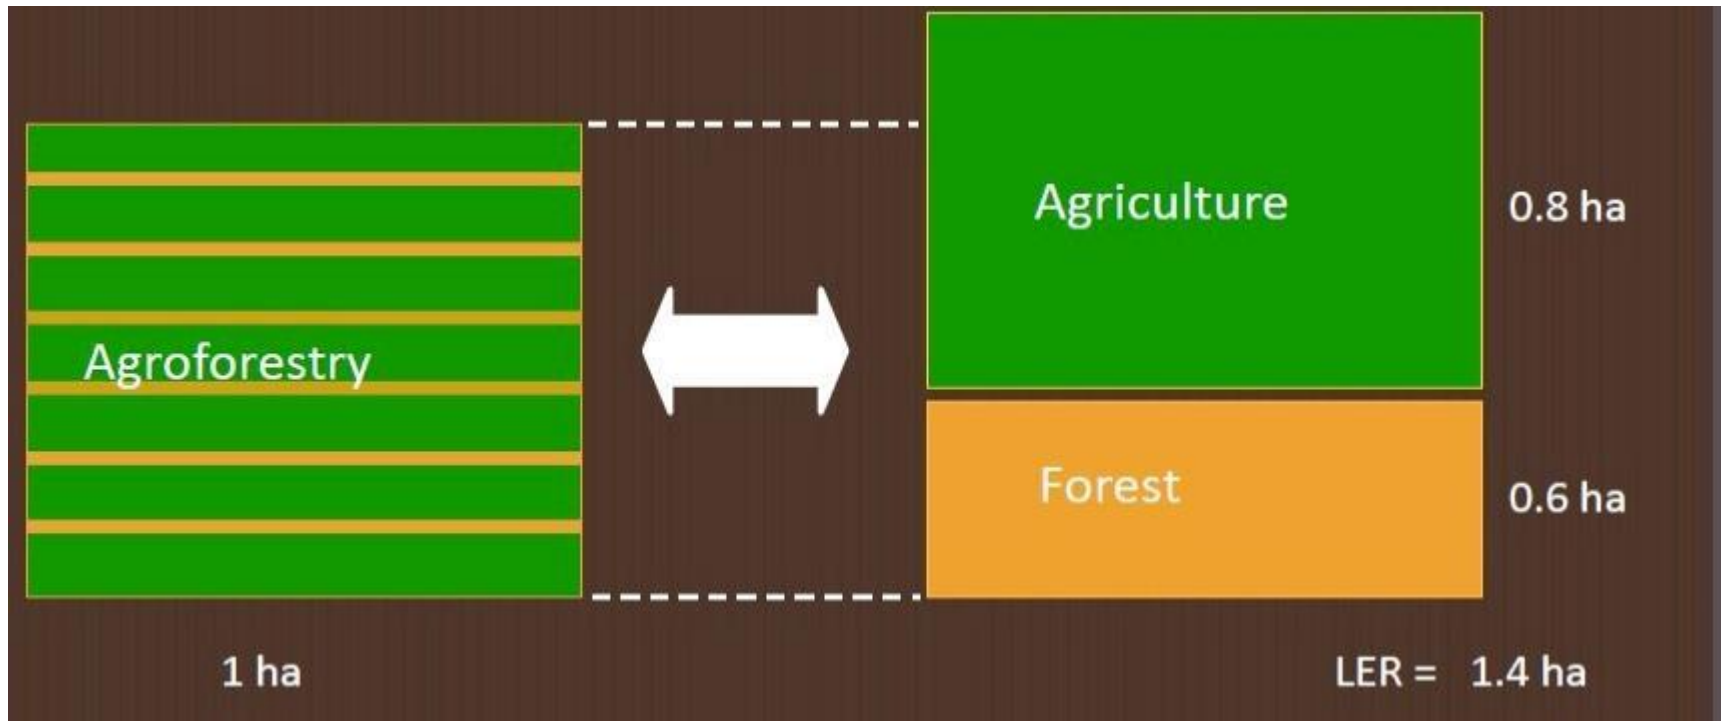 Agroforestry
1 ha
Agriculture
0.8 ha
Forest
0.6 ha
LER = 1.4 ha